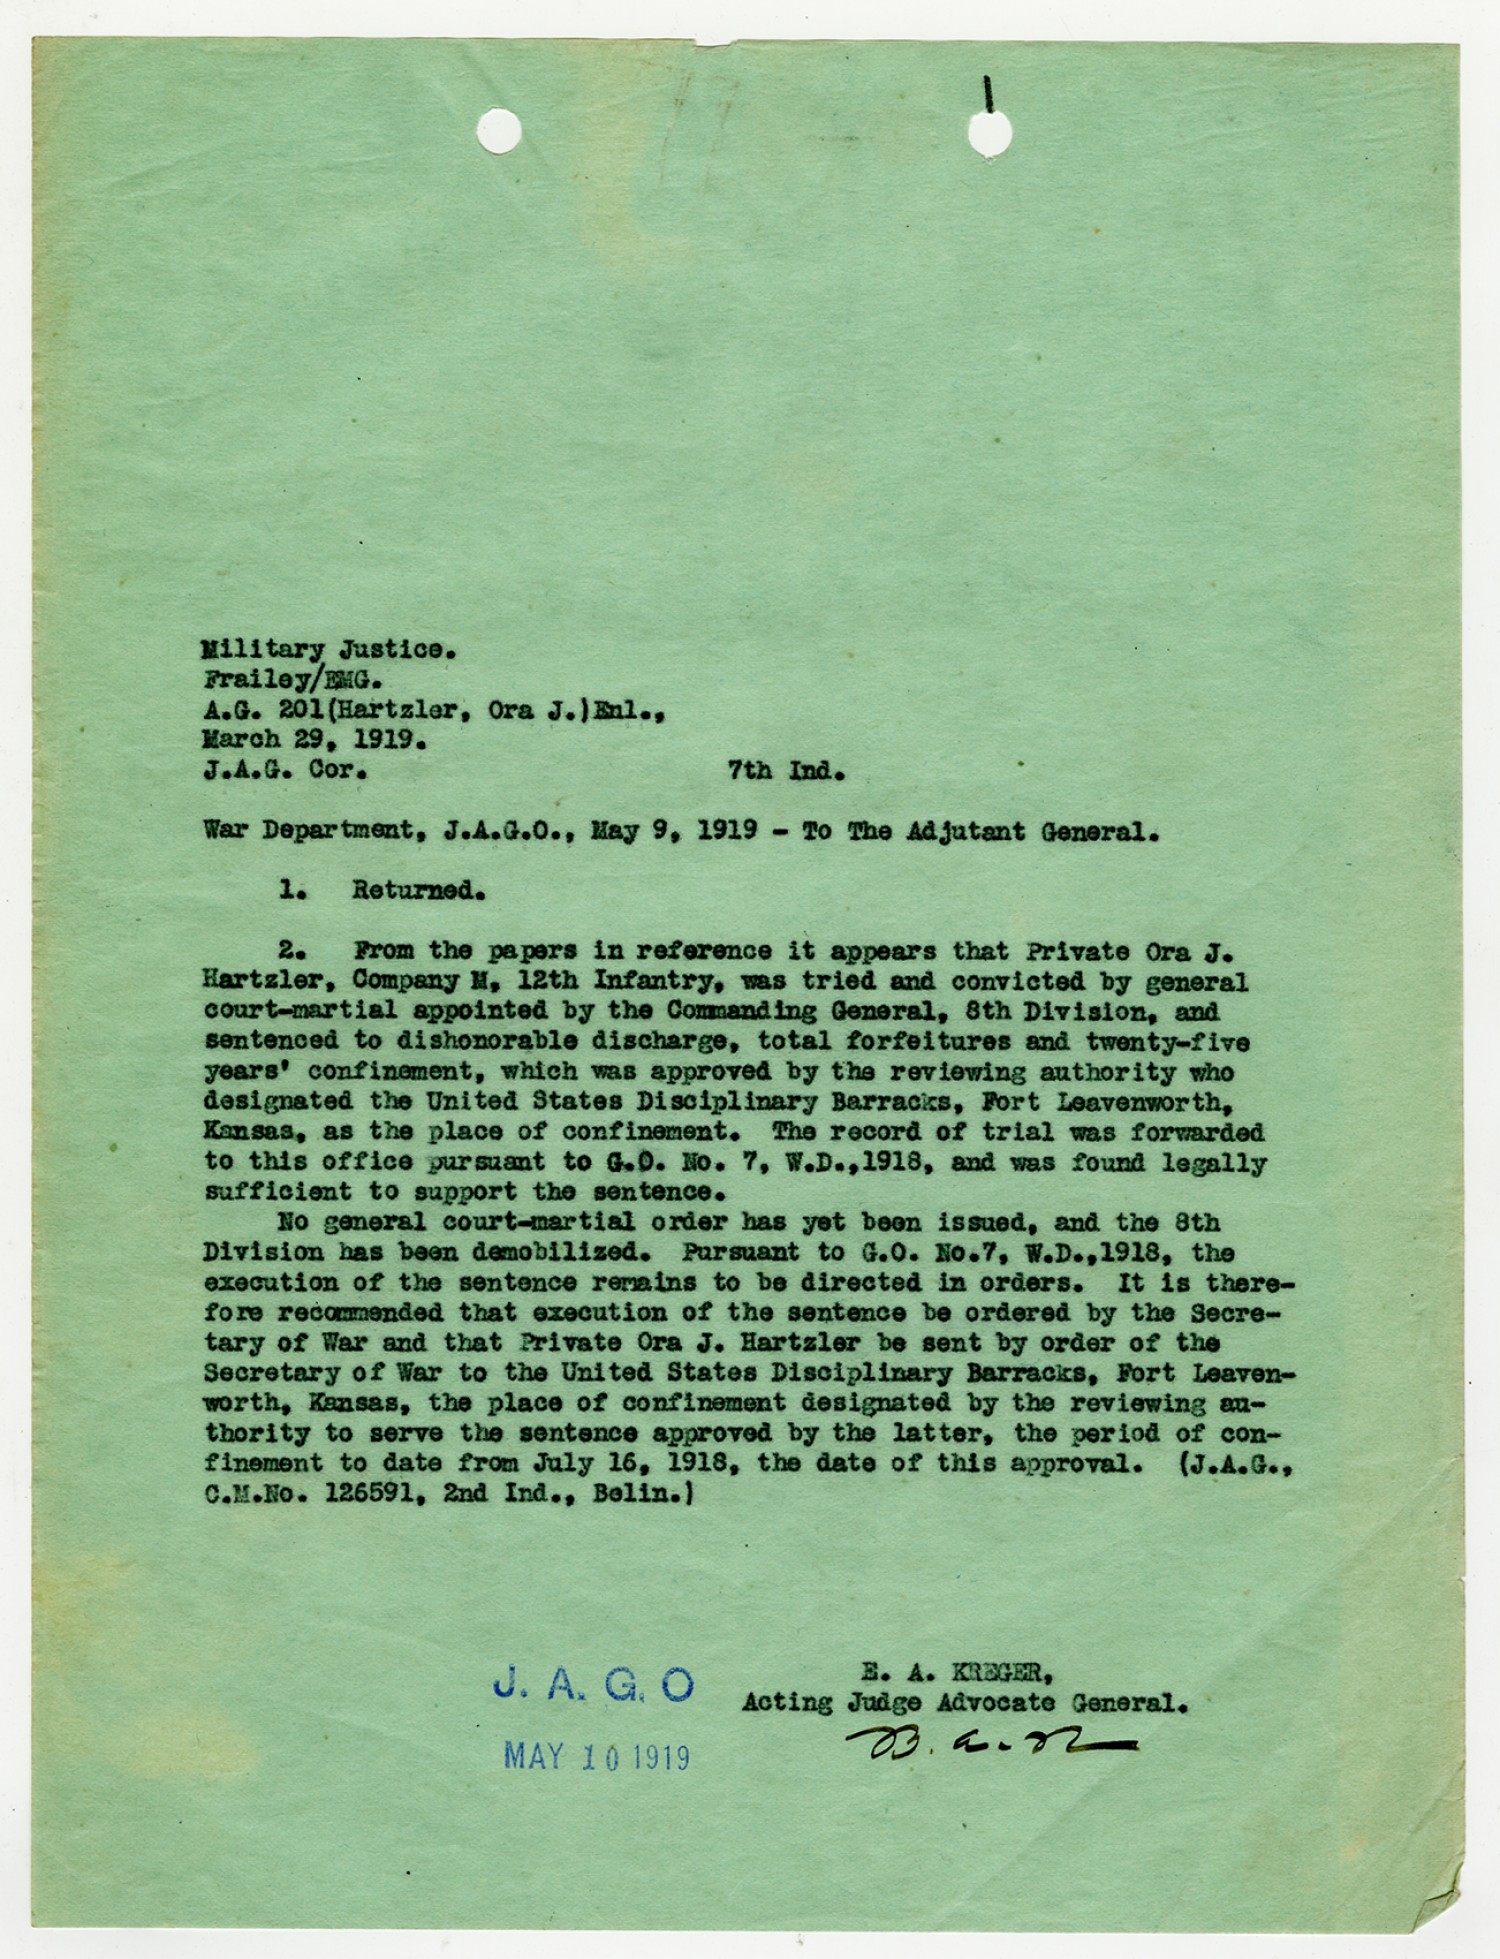 Military Justice.
Frailey/EMG.
A.G. 201(Hartzler, Ora J.)Enl.,
March 29, 1919.
J.A.G. Cor. 7th Ind.
War Department, J.A.G.O., May 9, 1919 - To The Adjutant General.
1. Returned.
2. From the papers in reference it appears that Private Ora J.
Hartzler, Company M, 12th Infantry, was tried and convicted by general
court-martial appointed by the Commanding General, 8th Division, and
sentenced to dishonorable discharge, total forfeitures and twenty-five
years' confinement, which was approved by the reviewing authority who
designated the United States Disciplinary Barracks, Fort Leavenworth,
Kansas, as the place of confinement. The record of trial was forwarded
to this office pursuant to G.O. No. 7, W.D.,1918, and was found legally
sufficient to support the sentence.
No general court-martial order has yet been issued, and the 8th
Division has been demobilized. Pursuant to G.O. No.7, W.D.,1918, the
execution of the sentence remains to be directed in orders. It is there-
fore recommended that execution of the sentence be ordered by the Secre-
tary of War and that Private Ora J. Hartzler be sent by order of the
Secretary of War to the United States Disciplinary Barracks, Fort Leaven-
worth, Kansas, the place of confinement designated by the reviewing au-
thority to serve the sentence approved by the latter, the period of con-
finement to date from July 16, 1918, the date of this approval. (J.A.G.,
C.M.No. 126591, 2nd Ind., Belin.)
E. A. KREGER,
J. A. G. O
Acting Judge Advocate General.
MAY 10 1919